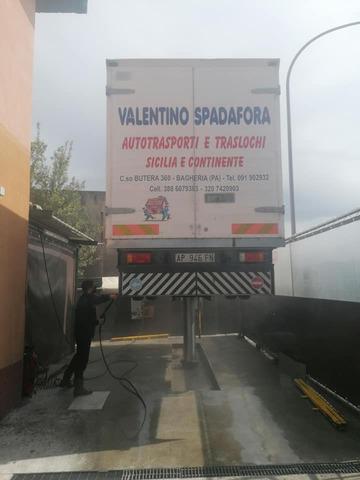 VALENTINO SPADAFORA
AUTOTRASPORTI E TRASLOCHI
SICILIA E CONTINENTE
C.so BUTERA 360 - BAGHERIA (PA) - Tel. 091 902932
Cell. 388 6079383 - 320 7420903
AP 946 FN